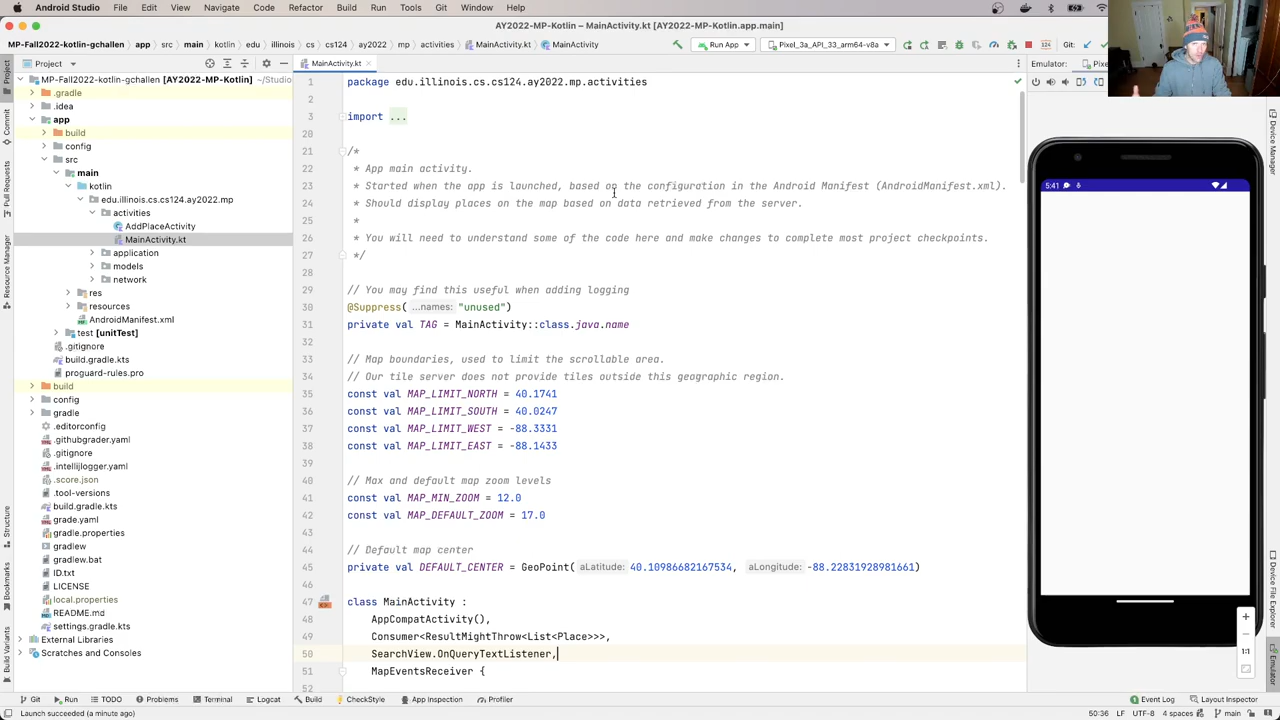 Android Studio File Edit View Navigate Code Refactor Build Run Tools Git Window Help
AY2022-MP-Kotlin – MainActivity.kt [AY2022-MP-Kotlin.app.main]
MP-Fall2022-kotlin-gchallen app src main kotlin edu illinois cs cs124 ay2022 mp activities MainActivity.kt MainActivity Run App Pixel_3a_API_33_arm64-v8a Git:
Project MainActivity.kt Emulator: Pixe
MP-Fall2022-kotlin-gchallen [AY2022-MP-Kotlin] ~/Studio
.gradle
.idea
app
build
config
src
main
kotlin
edu.illinois.cs.cs124.ay2022.mp
activities
AddPlaceActivity
MainActivity.kt
application
models
network
res
resources
AndroidManifest.xml
test [unitTest]
.gitignore
build.gradle.kts
proguard-rules.pro
build
config
gradle
.editorconfig
.githubgrader.yaml
.gitignore
.intellijlogger.yaml
.score.json
.tool-versions
build.gradle.kts
grade.yaml
gradle.properties
gradlew
gradlew.bat
ID.txt
LICENSE
local.properties
README.md
settings.gradle.kts
External Libraries
Scratches and Consoles
1 package edu.illinois.cs.cs124.ay2022.mp.activities
2
3 import ...
20
21 /*
22 * App main activity.
23 * Started when the app is launched, based on the configuration in the Android Manifest (AndroidManifest.xml).
24 * Should display places on the map based on data retrieved from the server.
25 *
26 * You will need to understand some of the code here and make changes to complete most project checkpoints.
27 */
28
29 // You may find this useful when adding logging
30 @Suppress( ...names: "unused")
31 private val TAG = MainActivity::class.java.name
32
33 // Map boundaries, used to limit the scrollable area.
34 // Our tile server does not provide tiles outside this geographic region.
35 const val MAP_LIMIT_NORTH = 40.1741
36 const val MAP_LIMIT_SOUTH = 40.0247
37 const val MAP_LIMIT_WEST = -88.3331
38 const val MAP_LIMIT_EAST = -88.1433
39
40 // Max and default map zoom levels
41 const val MAP_MIN_ZOOM = 12.0
42 const val MAP_DEFAULT_ZOOM = 17.0
43
44 // Default map center
45 private val DEFAULT_CENTER = GeoPoint( aLatitude: 40.10986682167534, aLongitude: -88.22831928981661)
46
47 class MainActivity :
48 AppCompatActivity(),
49 Consumer<ResultMightThrow<List<Place>>>,
50 SearchView.OnQueryTextListener,
51 MapEventsReceiver {
52
5:41
1:1
Project
Commit
Pull Requests
Resource Manager
Structure
Bookmarks
Build Variants
Device Manager
Device File Explorer
Emulator
Git Run TODO Problems Terminal Logcat Build CheckStyle App Inspection Profiler Event Log Layout Inspector
Launch succeeded (a minute ago) 50:36 LF UTF-8 4 spaces main